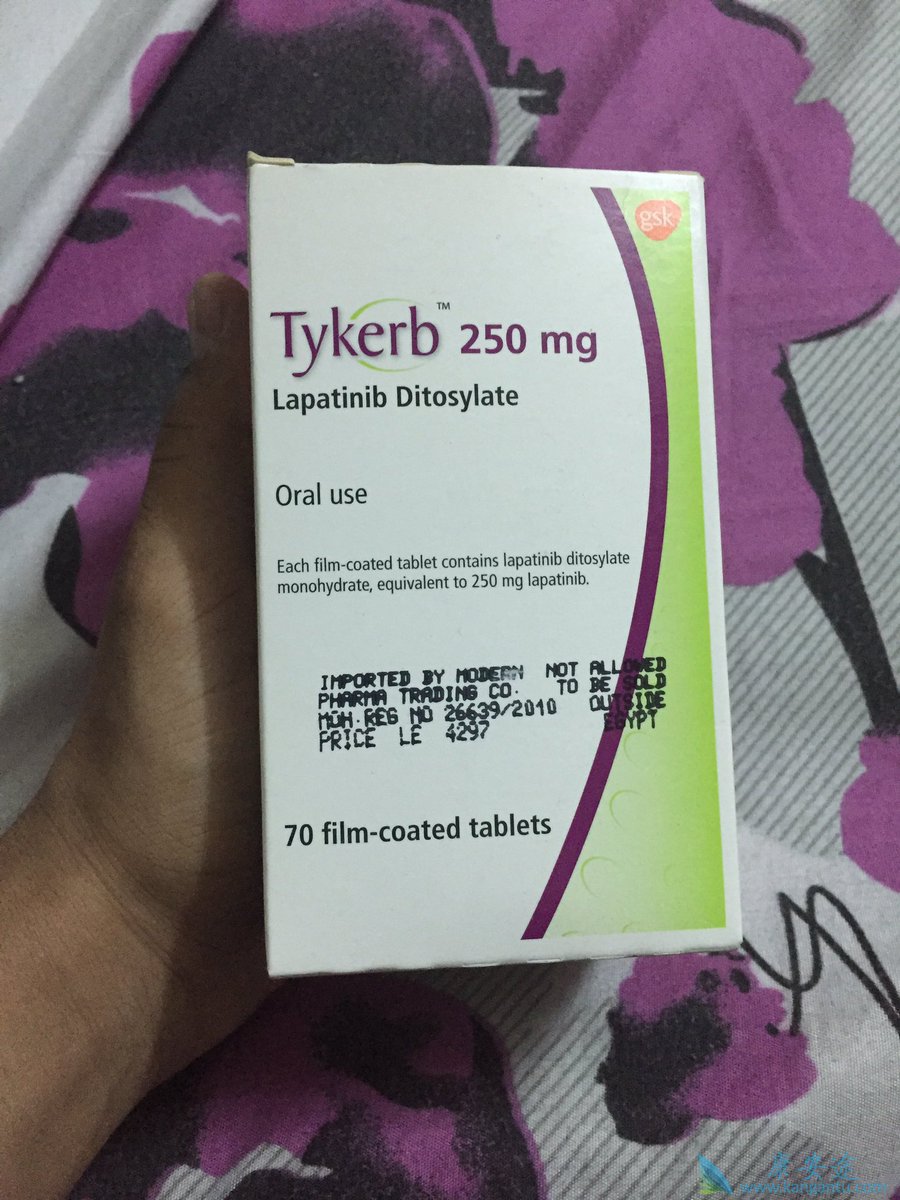 gsk
Tykerb™ 250 mg
Lapatinib Ditosylate
Oral use
Each film-coated tablet contains lapatinib ditosylate
monohydrate, equivalent to 250 mg lapatinib.
IMPORTED BY MODERN NOT ALLOWED
PHARMA TRADING CO. TO BE SOLD
MOH.REG NO 26639/2010 OUTSIDE
PRICE LE 4297 EGYPT
70 film-coated tablets